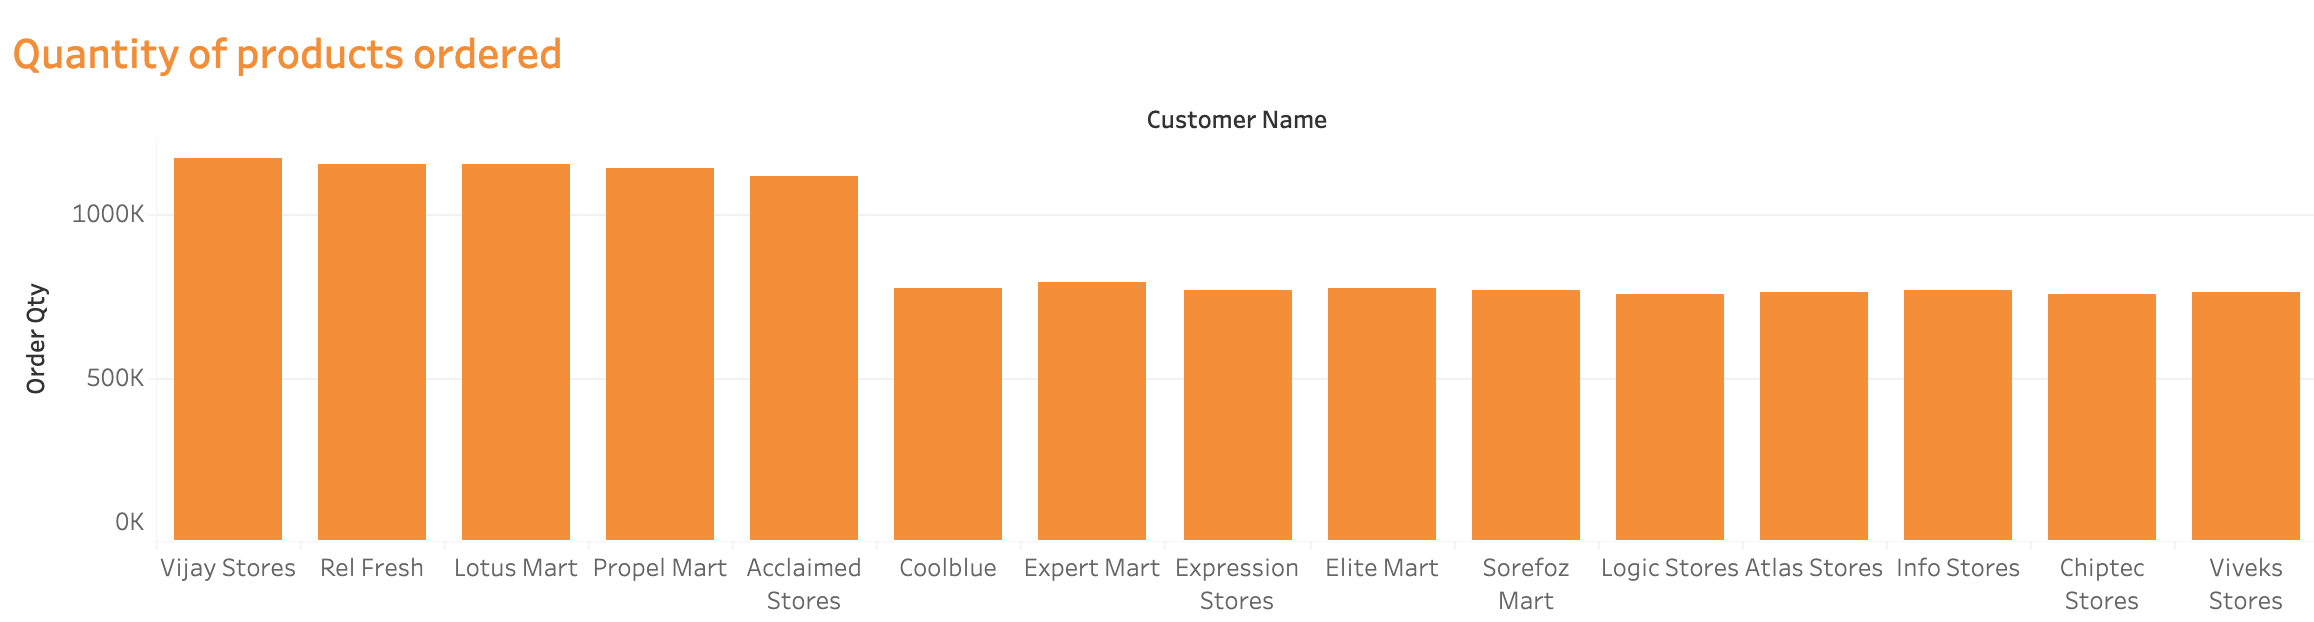 Quantity of products ordered
Customer Name
Order Qty
1000K
500K
0K
Vijay Stores
Rel Fresh
Lotus Mart
Propel Mart
Acclaimed
Stores
Coolblue
Expert Mart
Expression
Stores
Elite Mart
Sorefoz
Mart
Logic Stores
Atlas Stores
Info Stores
Chiptec
Stores
Viveks
Stores